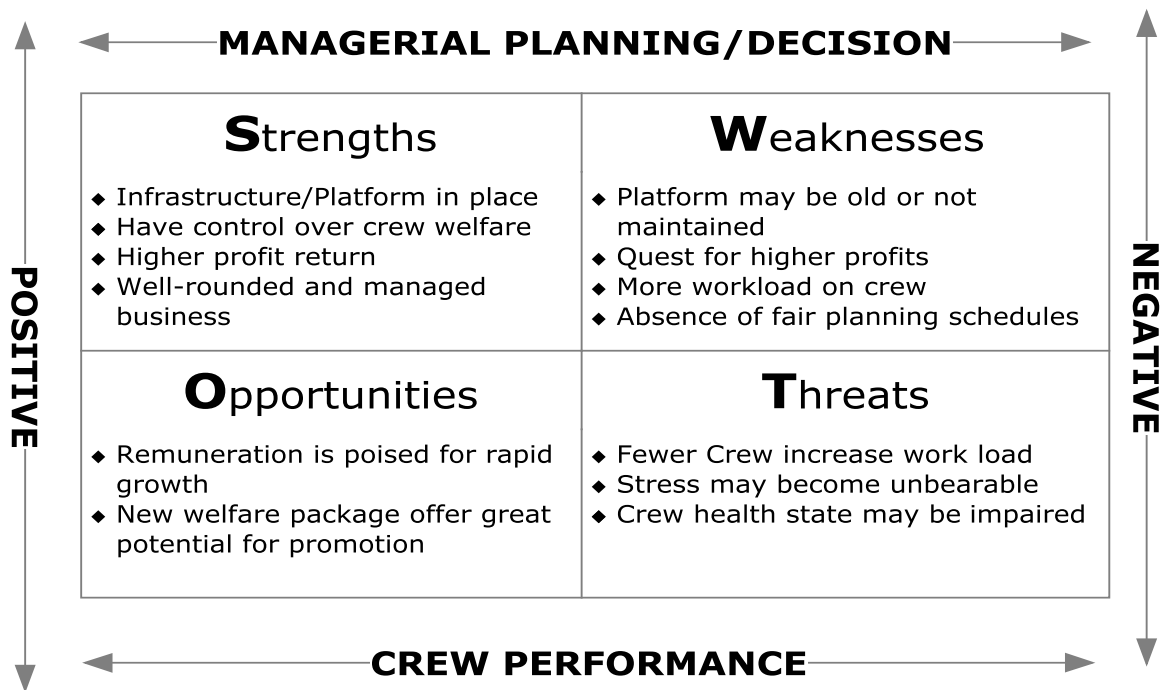 MANAGERIAL PLANNING/DECISION
POSITIVE
NEGATIVE
Strengths
◆ Infrastructure/Platform in place
◆ Have control over crew welfare
◆ Higher profit return
◆ Well-rounded and managed
business
Weaknesses
◆ Platform may be old or not
maintained
◆ Quest for higher profits
◆ More workload on crew
◆ Absence of fair planning schedules
Opportunities
◆ Remuneration is poised for rapid
growth
◆ New welfare package offer great
potential for promotion
Threats
◆ Fewer Crew increase work load
◆ Stress may become unbearable
◆ Crew health state may be impaired
CREW PERFORMANCE